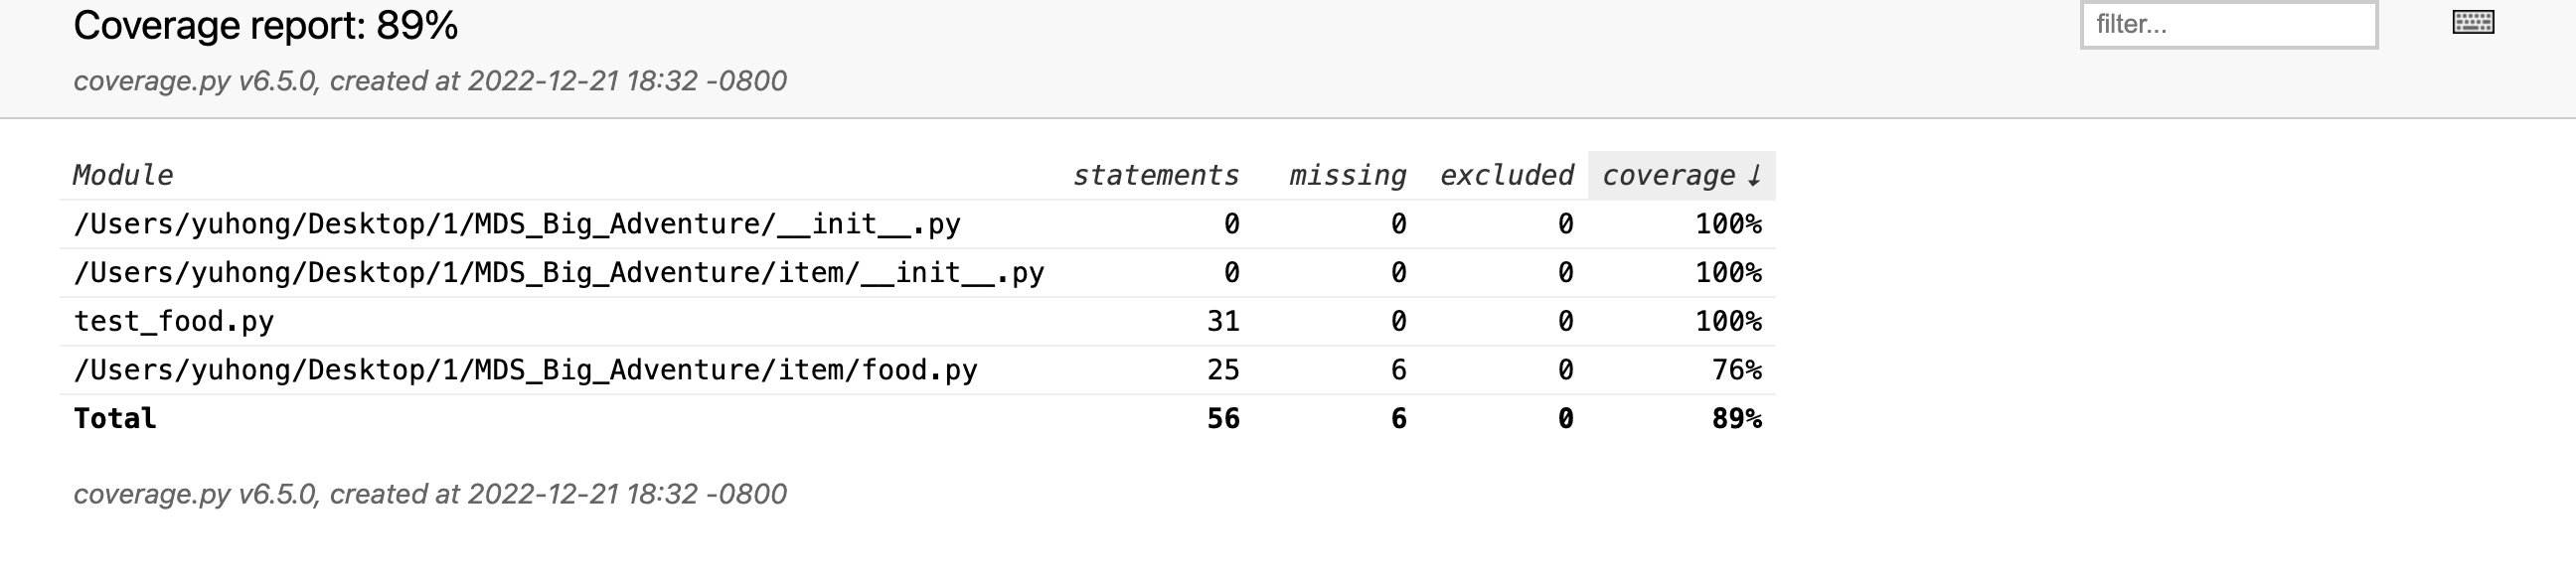 Coverage report: 89%
filter...
coverage.py v6.5.0, created at 2022-12-21 18:32 -0800
Module statements missing excluded coverage ↓
/Users/yuhong/Desktop/1/MDS_Big_Adventure/__init__.py 0 0 0 100%
/Users/yuhong/Desktop/1/MDS_Big_Adventure/item/__init__.py 0 0 0 100%
test_food.py 31 0 0 100%
/Users/yuhong/Desktop/1/MDS_Big_Adventure/item/food.py 25 6 0 76%
Total 56 6 0 89%
coverage.py v6.5.0, created at 2022-12-21 18:32 -0800